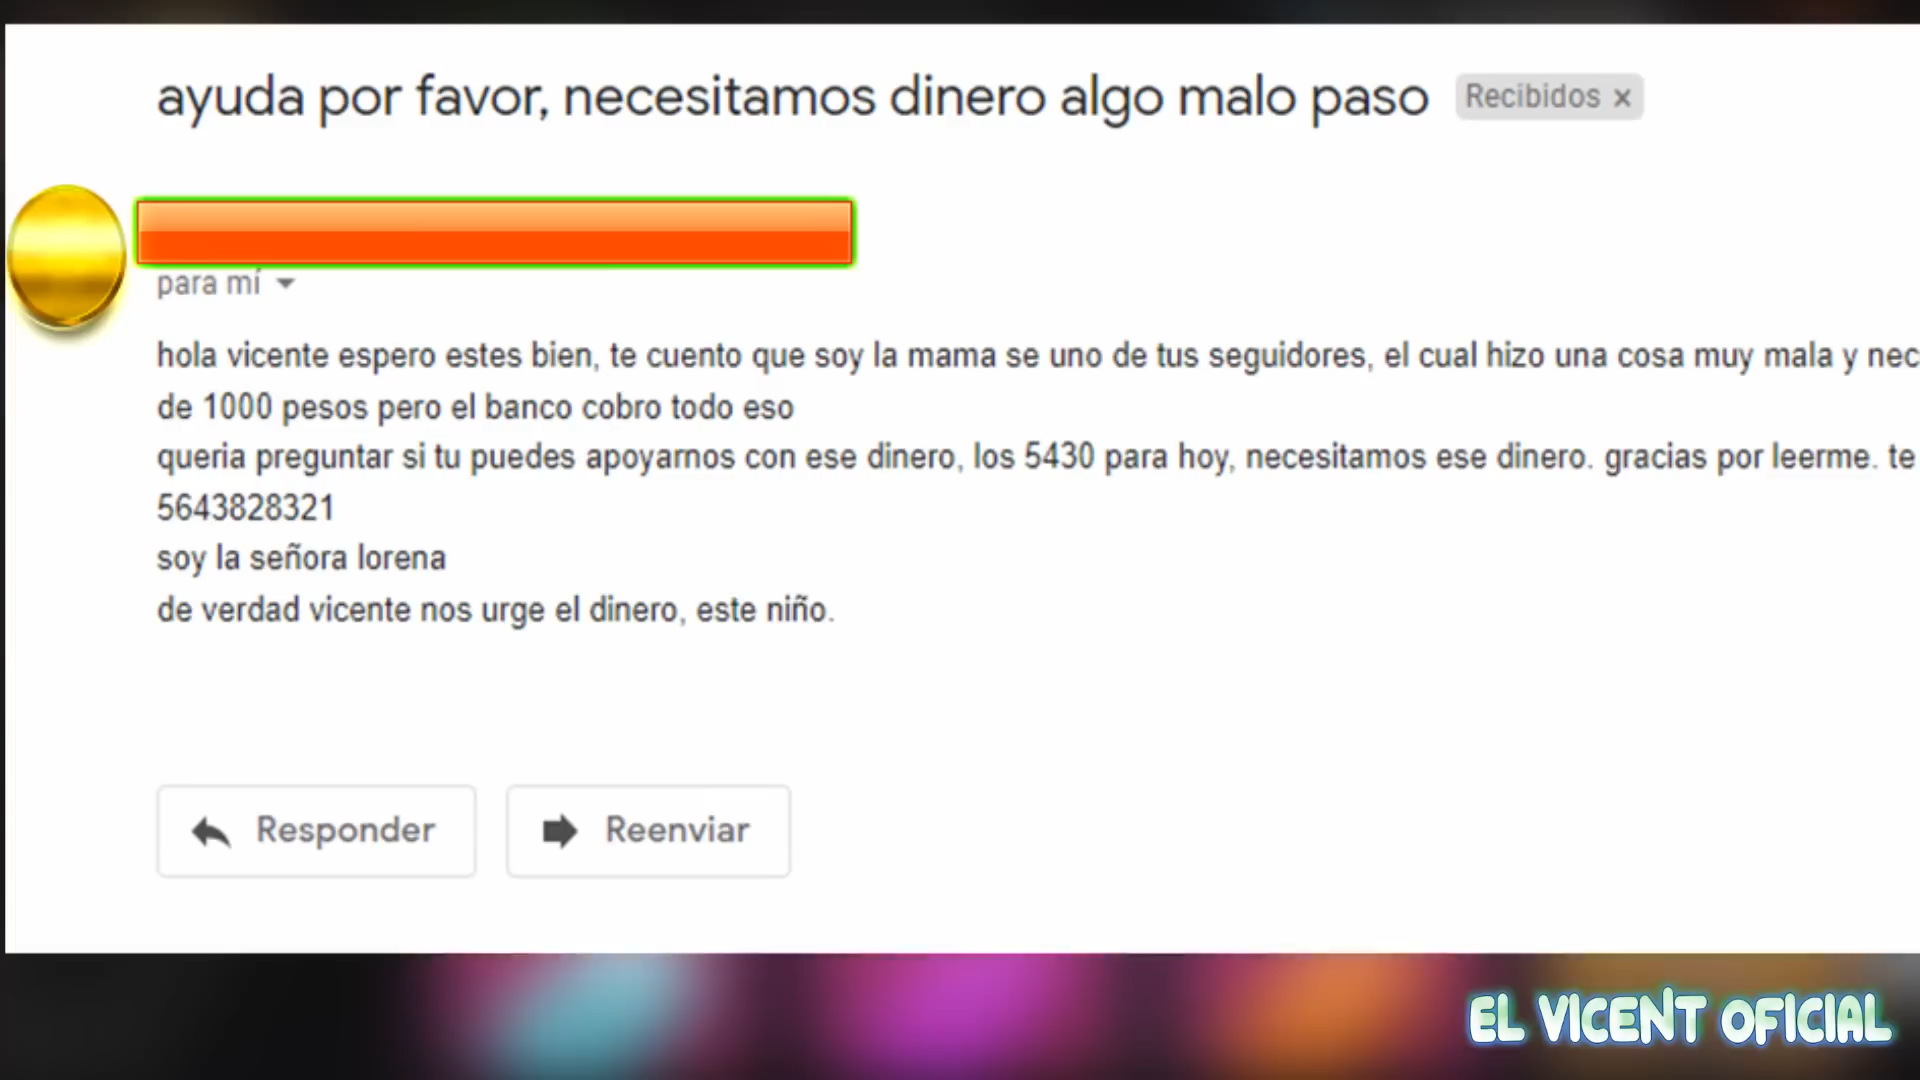 ayuda por favor, necesitamos dinero algo malo paso Recibidos x
para mí
hola vicente espero estes bien, te cuento que soy la mama se uno de tus seguidores, el cual hizo una cosa muy mala y nec
de 1000 pesos pero el banco cobro todo eso
queria preguntar si tu puedes apoyarnos con ese dinero, los 5430 para hoy, necesitamos ese dinero. gracias por leerme. te
5643828321
soy la señora lorena
de verdad vicente nos urge el dinero, este niño.
Responder Reenviar
EL VICENT OFICIAL